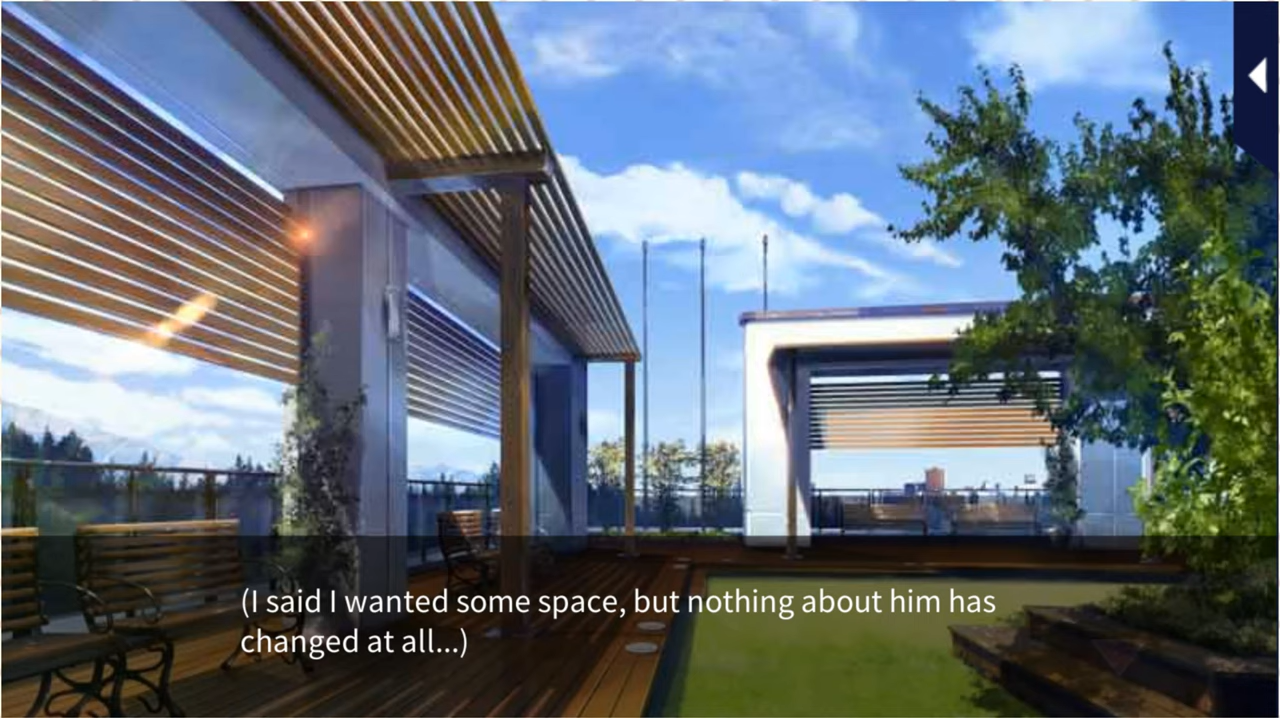 (I said I wanted some space, but nothing about him has
changed at all...)